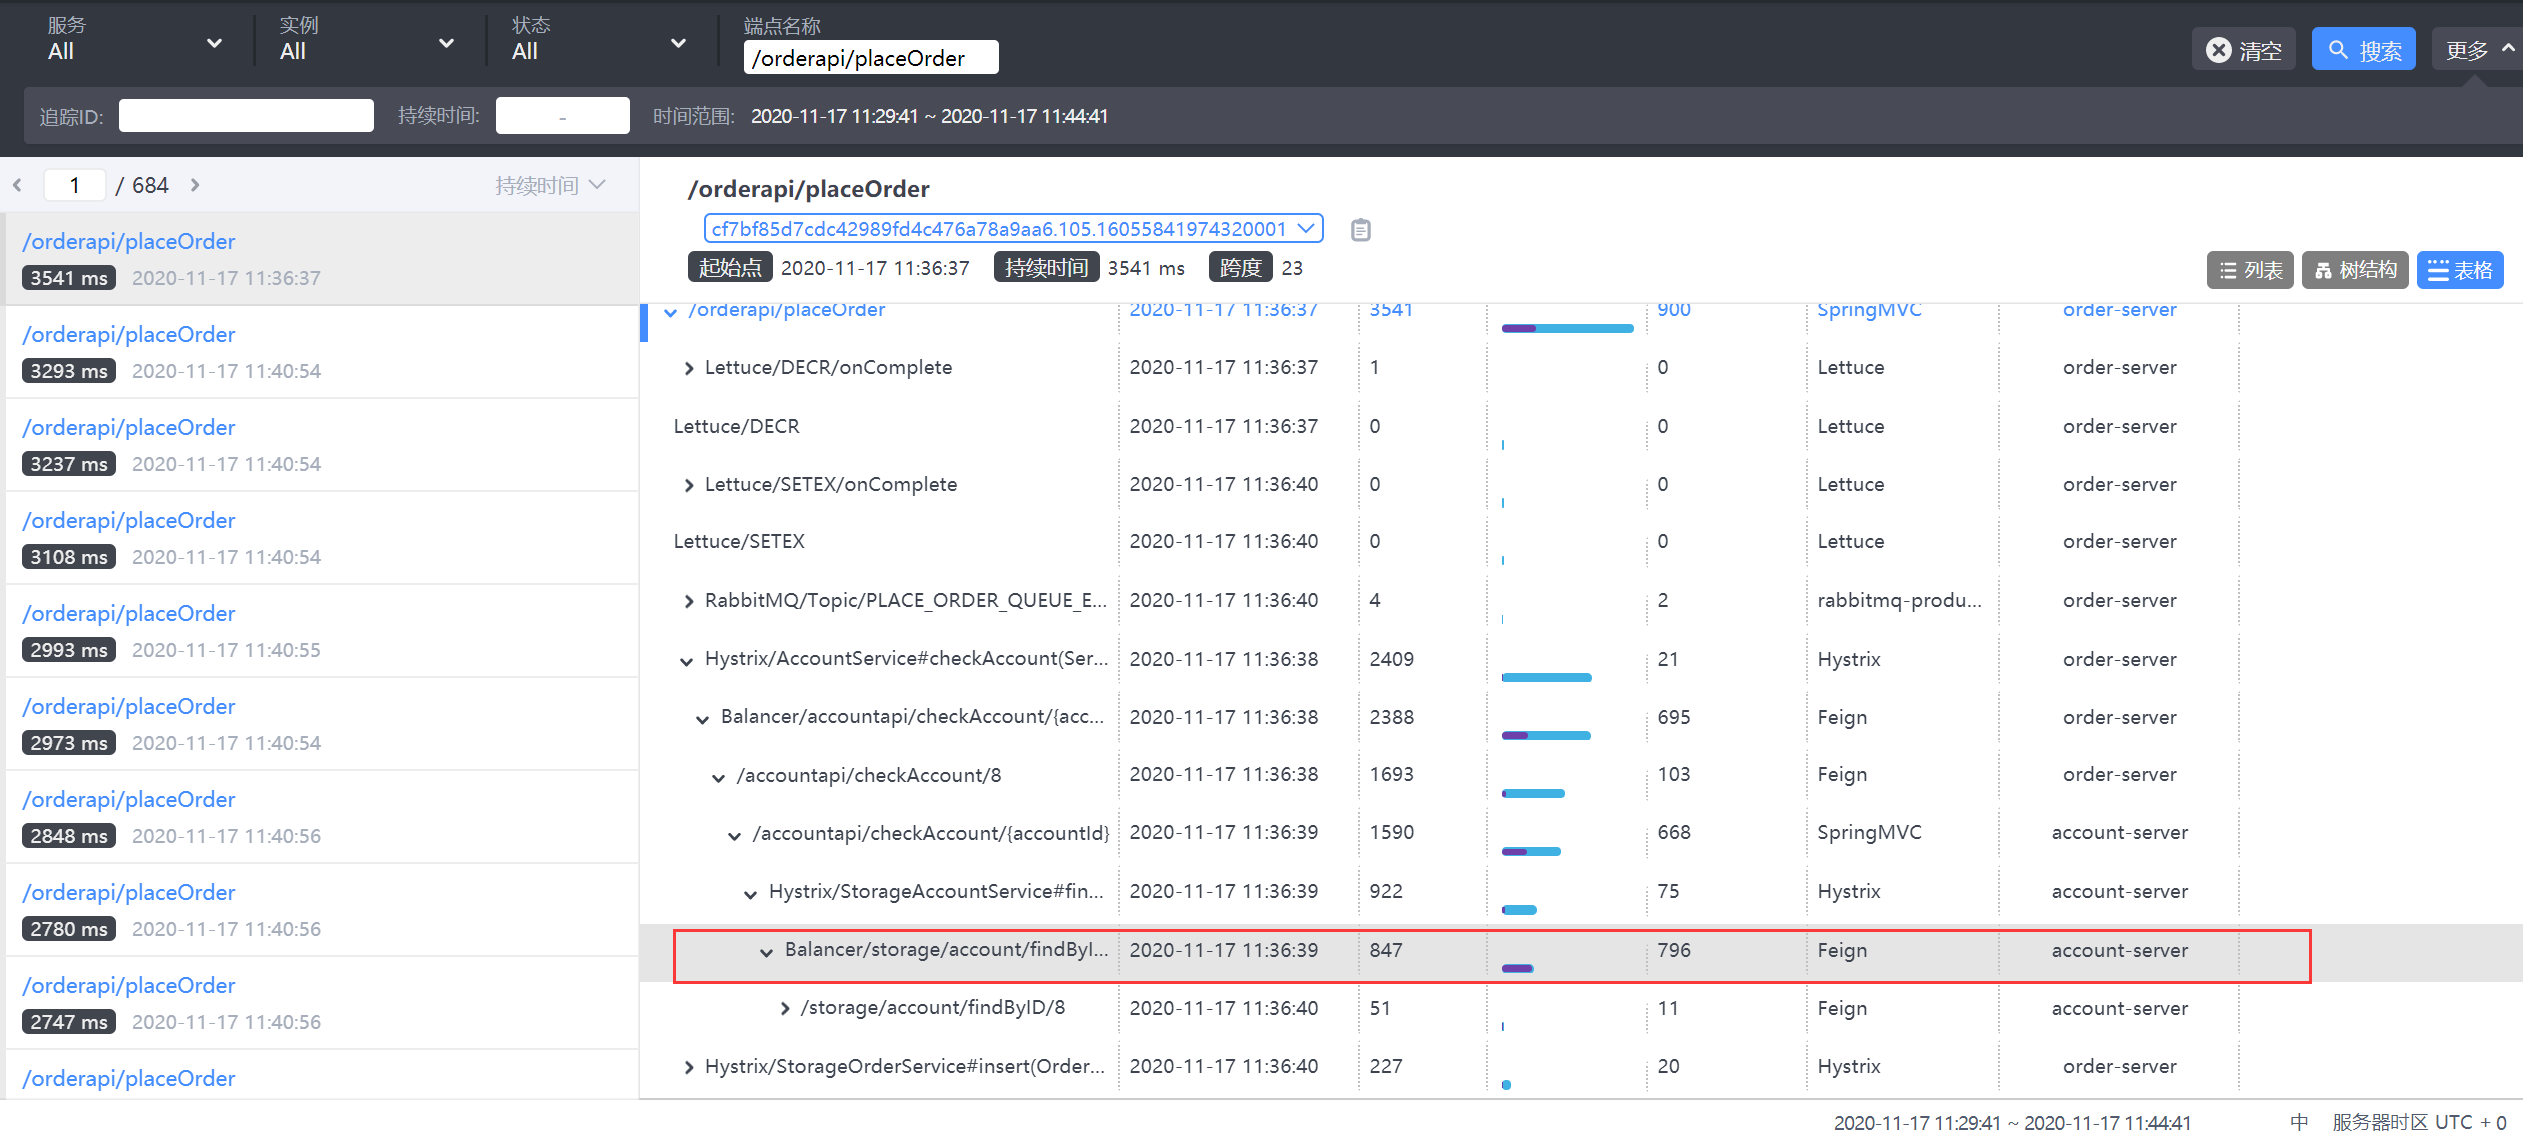 服务 实例 状态 端点名称
All All All /orderapi/placeOrder 清空 搜索 更多
追踪ID: 持续时间: - 时间范围: 2020-11-17 11:29:41 ~ 2020-11-17 11:44:41
1 / 684 持续时间
/orderapi/placeOrder
3541 ms 2020-11-17 11:36:37
/orderapi/placeOrder
3293 ms 2020-11-17 11:40:54
/orderapi/placeOrder
3237 ms 2020-11-17 11:40:54
/orderapi/placeOrder
3108 ms 2020-11-17 11:40:54
/orderapi/placeOrder
2993 ms 2020-11-17 11:40:55
/orderapi/placeOrder
2973 ms 2020-11-17 11:40:54
/orderapi/placeOrder
2848 ms 2020-11-17 11:40:56
/orderapi/placeOrder
2780 ms 2020-11-17 11:40:56
/orderapi/placeOrder
2747 ms 2020-11-17 11:40:56
/orderapi/placeOrder
/orderapi/placeOrder
cf7bf85d7cdc42989fd4c476a78a9aa6.105.16055841974320001
起始点 2020-11-17 11:36:37 持续时间 3541 ms 跨度 23 列表 树结构 表格
/orderapi/placeOrder 2020-11-17 11:36:37 3541 900 SpringMVC order-server
Lettuce/DECR/onComplete 2020-11-17 11:36:37 1 0 Lettuce order-server
Lettuce/DECR 2020-11-17 11:36:37 0 0 Lettuce order-server
Lettuce/SETEX/onComplete 2020-11-17 11:36:40 0 0 Lettuce order-server
Lettuce/SETEX 2020-11-17 11:36:40 0 0 Lettuce order-server
RabbitMQ/Topic/PLACE_ORDER_QUEUE_E... 2020-11-17 11:36:40 4 2 rabbitmq-produ... order-server
Hystrix/AccountService#checkAccount(Ser... 2020-11-17 11:36:38 2409 21 Hystrix order-server
Balancer/accountapi/checkAccount/{acc... 2020-11-17 11:36:38 2388 695 Feign order-server
/accountapi/checkAccount/8 2020-11-17 11:36:38 1693 103 Feign order-server
/accountapi/checkAccount/{accountId} 2020-11-17 11:36:39 1590 668 SpringMVC account-server
Hystrix/StorageAccountService#fin... 2020-11-17 11:36:39 922 75 Hystrix account-server
Balancer/storage/account/findByI... 2020-11-17 11:36:39 847 796 Feign account-server
/storage/account/findByID/8 2020-11-17 11:36:40 51 11 Feign account-server
Hystrix/StorageOrderService#insert(Order... 2020-11-17 11:36:40 227 20 Hystrix order-server
2020-11-17 11:29:41 ~ 2020-11-17 11:44:41 中 服务器时区 UTC + 0